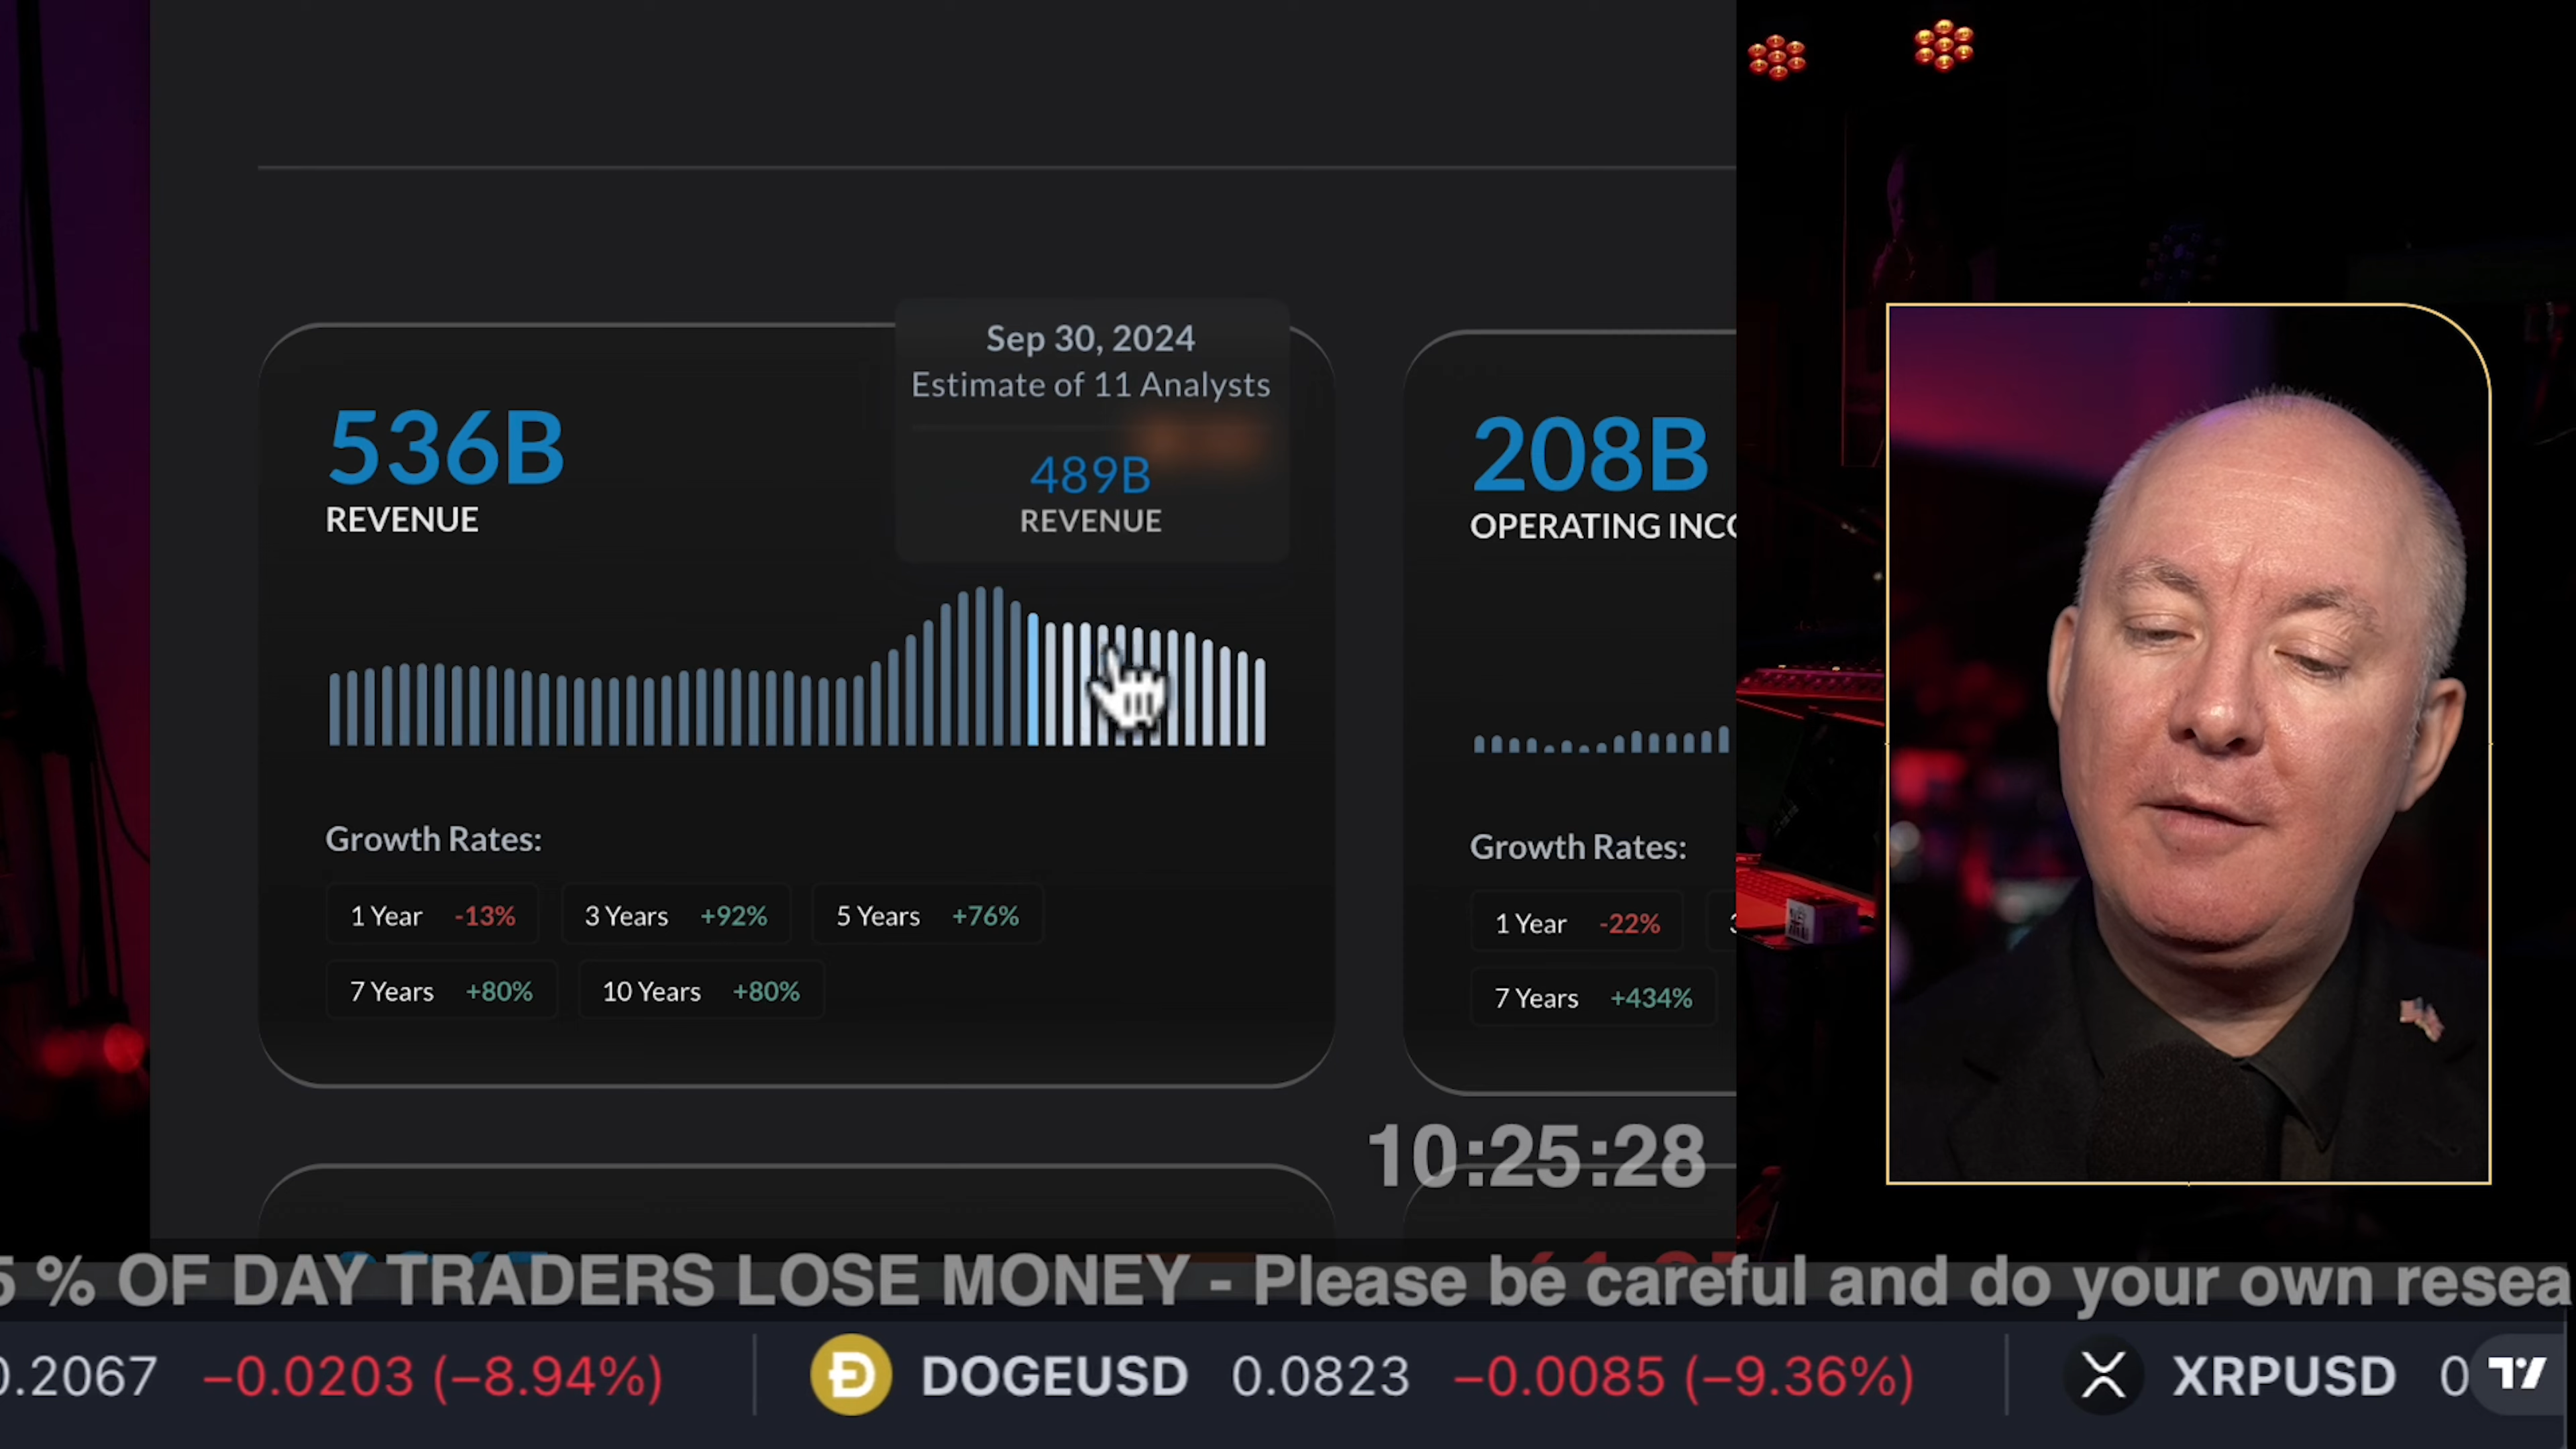 Sep 30, 2024
Estimate of 11 Analysts
489B
REVENUE
536B
REVENUE
Growth Rates:
1 Year -13% 3 Years +92% 5 Years +76%
7 Years +80% 10 Years +80%
208B
OPERATING INCO
Growth Rates:
1 Year -22%
7 Years +434%
10:25:28
5 % OF DAY TRADERS LOSE MONEY - Please be careful and do your own resea
0.2067 −0.0203 (−8.94%) DOGEUSD 0.0823 −0.0085 (−9.36%) XRPUSD 0